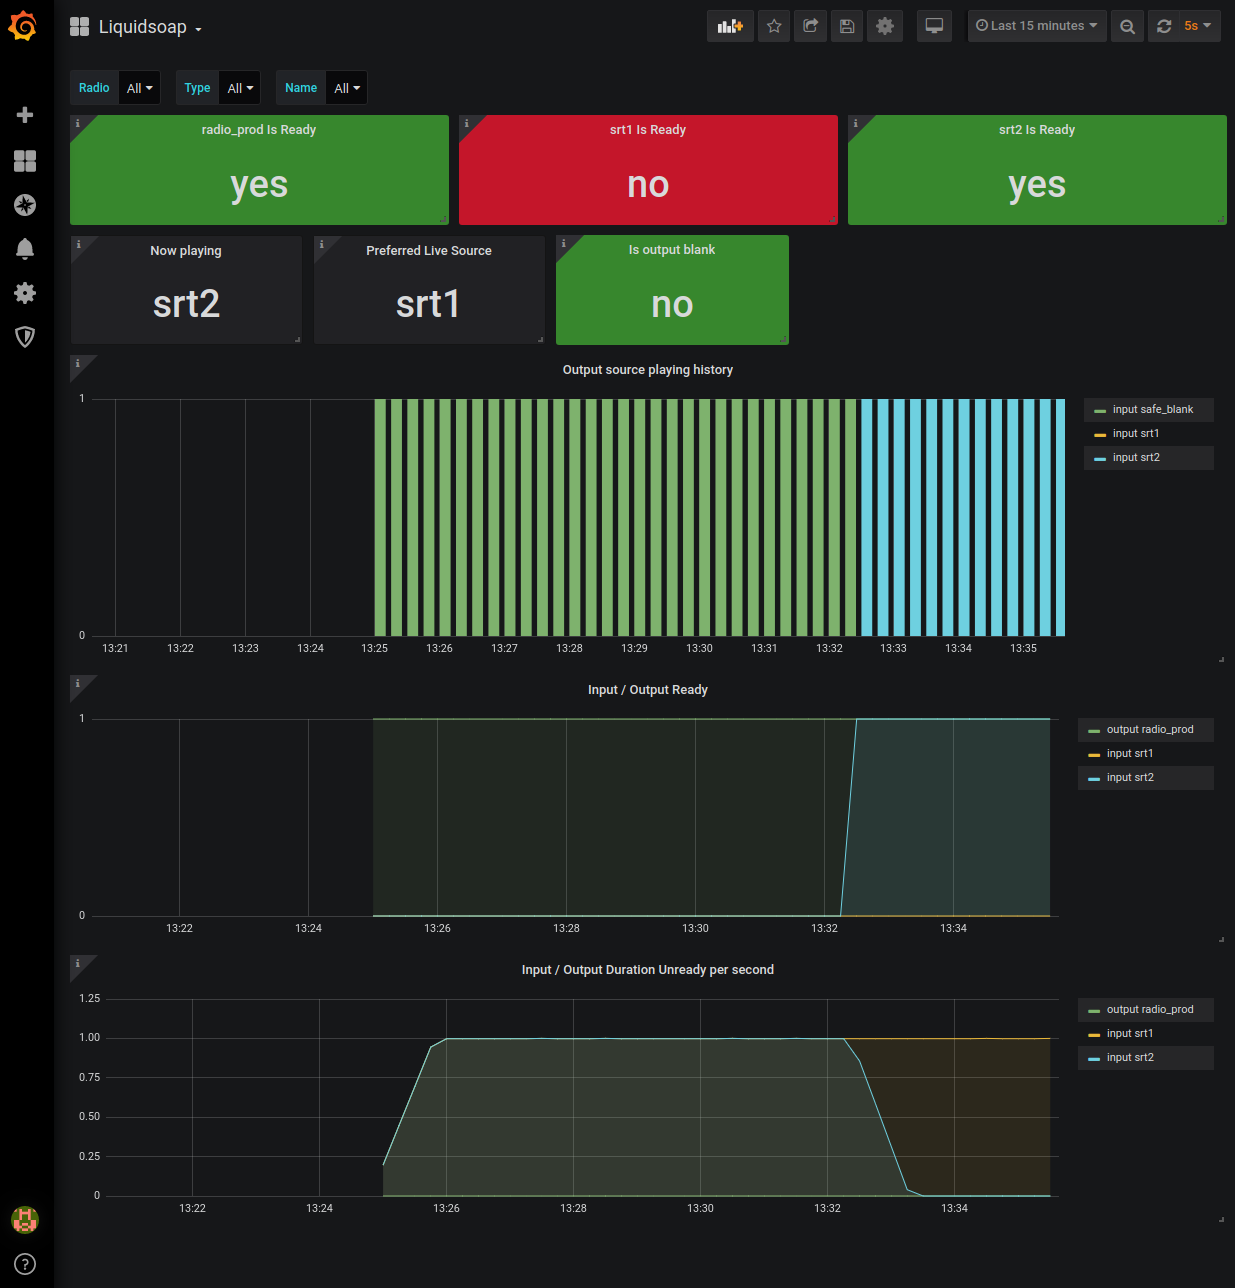 Liquidsoap
Last 15 minutes
5s
Radio All Type All Name All
radio_prod Is Ready
yes
srt1 Is Ready
no
srt2 Is Ready
yes
Now playing
srt2
Preferred Live Source
srt1
Is output blank
no
Output source playing history
1
0
13:21 13:22 13:23 13:24 13:25 13:26 13:27 13:28 13:29 13:30 13:31 13:32 13:33 13:34 13:35
input safe_blank
input srt1
input srt2
Input / Output Ready
1
0
13:22 13:24 13:26 13:28 13:30 13:32 13:34
output radio_prod
input srt1
input srt2
Input / Output Duration Unready per second
1.25
1.00
0.75
0.50
0.25
0
13:22 13:24 13:26 13:28 13:30 13:32 13:34
output radio_prod
input srt1
input srt2